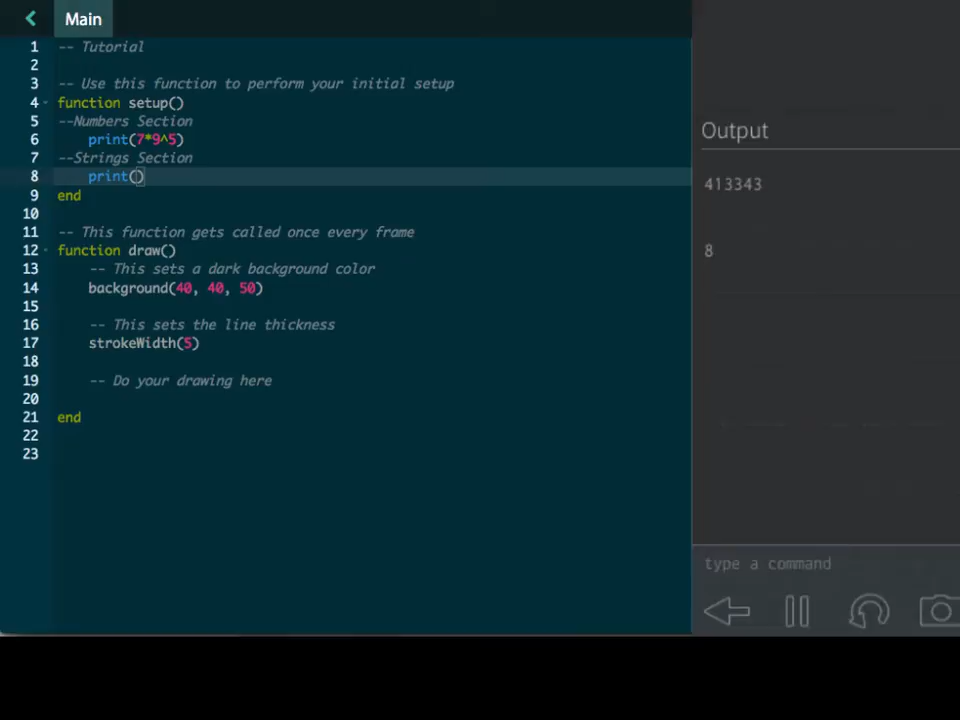 Main
1 -- Tutorial
2
3 -- Use this function to perform your initial setup
4 function setup()
5 --Numbers Section
6 print(7*9^5)
7 --Strings Section
8 print()
9 end
10
11 -- This function gets called once every frame
12 function draw()
13 -- This sets a dark background color
14 background(40, 40, 50)
15
16 -- This sets the line thickness
17 strokeWidth(5)
18
19 -- Do your drawing here
20
21 end
22
23
Output
413343
8
type a command